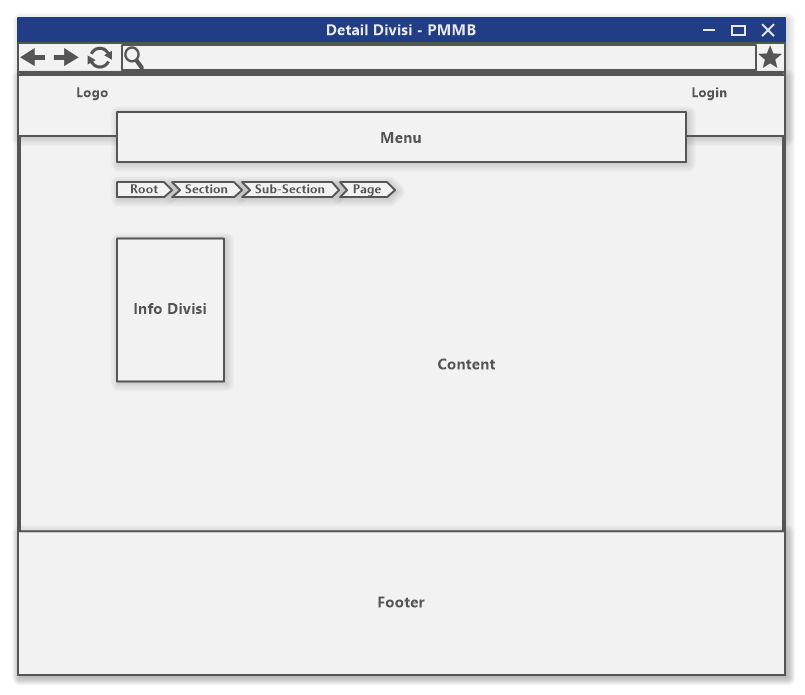 Detail Divisi - PMMB
Logo
Login
Menu
Root Section Sub-Section Page
Info Divisi
Content
Footer